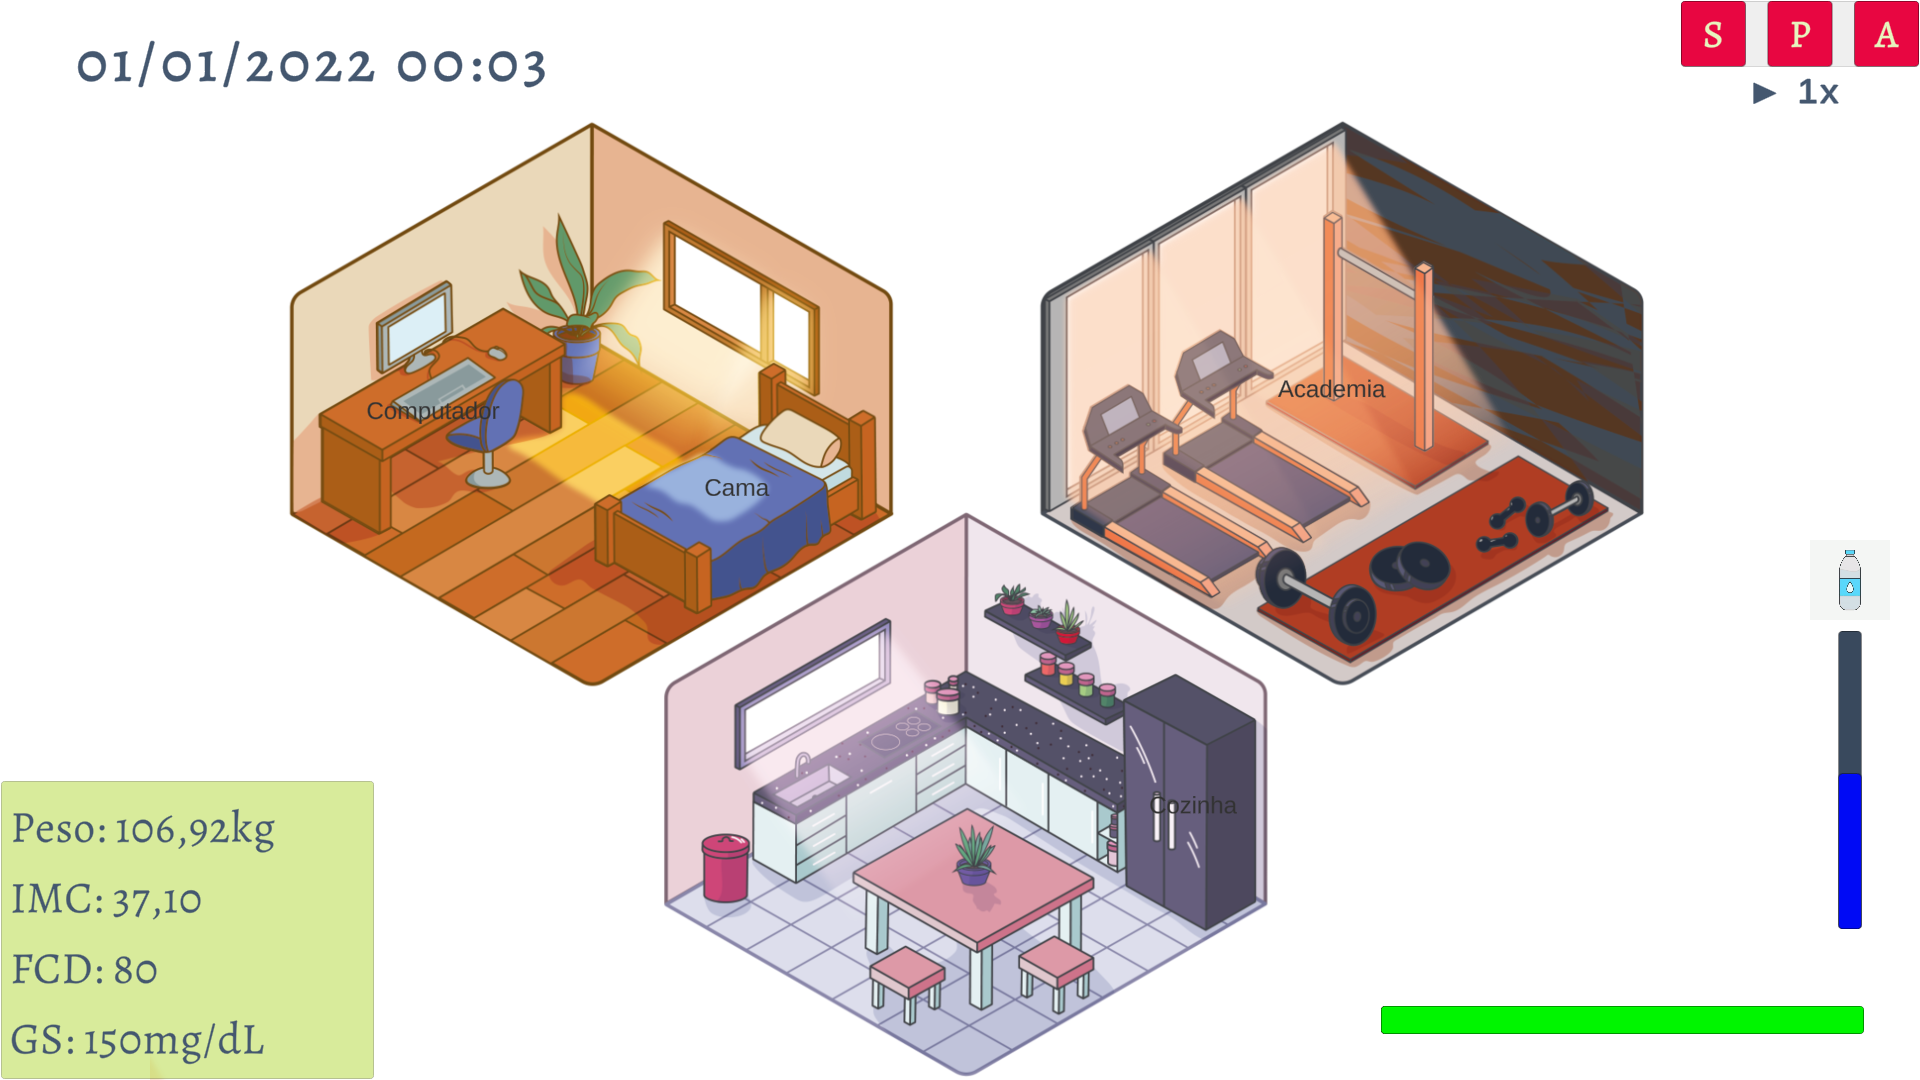 01/01/2022 00:03
S P A
► 1x
Computador
Cama
Academia
Cozinha
Peso: 106,92kg
IMC: 37,10
FCD: 80
GS: 150mg/dL